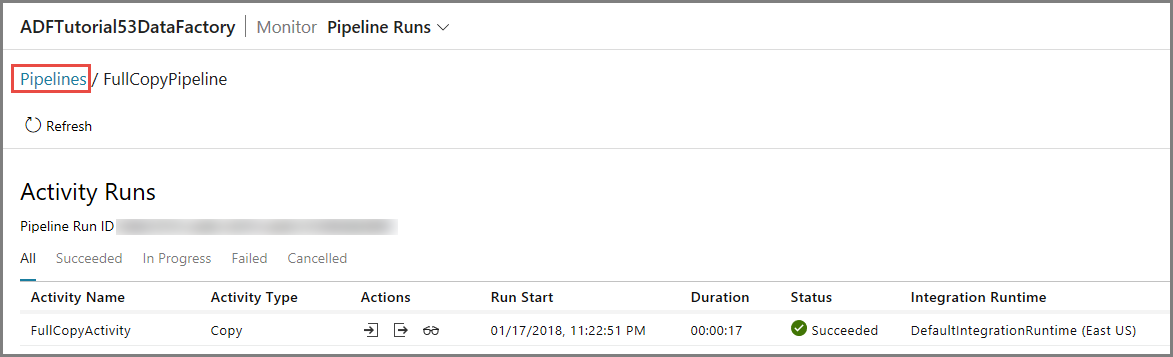 ADFTutorial53DataFactory Monitor Pipeline Runs
Pipelines / FullCopyPipeline
Refresh
Activity Runs
Pipeline Run ID
All Succeeded In Progress Failed Cancelled
Activity Name Activity Type Actions Run Start Duration Status Integration Runtime
FullCopyActivity Copy 01/17/2018, 11:22:51 PM 00:00:17 Succeeded DefaultIntegrationRuntime (East US)